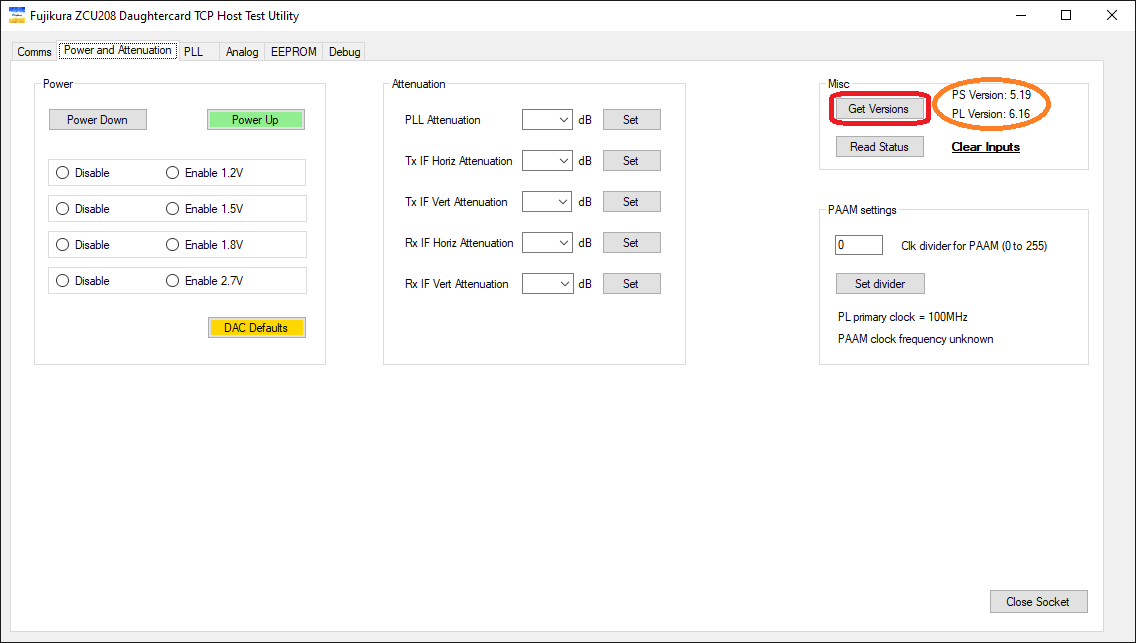 Fujikura ZCU208 Daughtercard TCP Host Test Utility
Comms Power and Attenuation PLL Analog EEPROM Debug
Power
Power Down Power Up
Disable Enable 1.2V
Disable Enable 1.5V
Disable Enable 1.8V
Disable Enable 2.7V
DAC Defaults
Attenuation
PLL Attenuation dB Set
Tx IF Horiz Attenuation dB Set
Tx IF Vert Attenuation dB Set
Rx IF Horiz Attenuation dB Set
Rx IF Vert Attenuation dB Set
Misc
Get Versions PS Version: 5.19
PL Version: 6.16
Read Status Clear Inputs
PAAM settings
0 Clk divider for PAAM (0 to 255)
Set divider
PL primary clock = 100MHz
PAAM clock frequency unknown
Close Socket